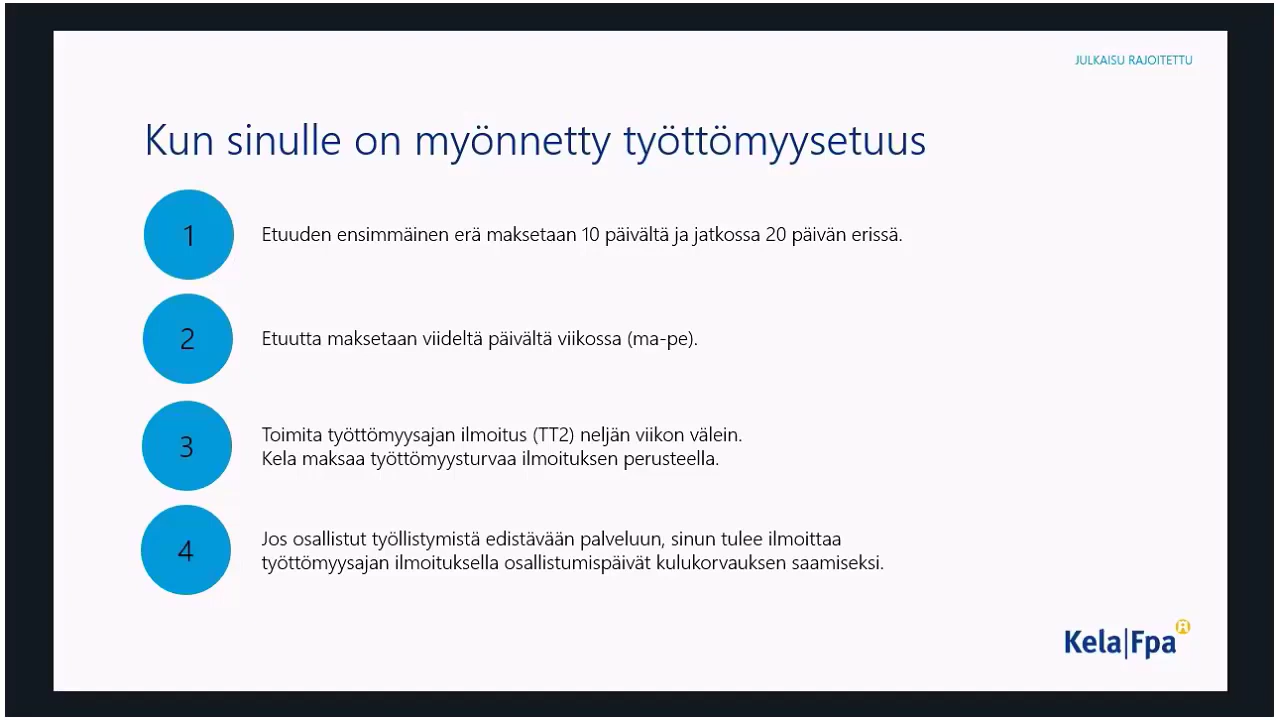 JULKAISU RAJOITETTU
Kun sinulle on myönnetty työttömyysetuus
1
Etuuden ensimmäinen erä maksetaan 10 päivältä ja jatkossa 20 päivän erissä.
2
Etuutta maksetaan viideltä päivältä viikossa (ma-pe).
3
Toimita työttömyysajan ilmoitus (TT2) neljän viikon välein.
Kela maksaa työttömyysturvaa ilmoituksen perusteella.
4
Jos osallistut työllistymistä edistävään palveluun, sinun tulee ilmoittaa
työttömyysajan ilmoituksella osallistumispäivät kulukorvauksen saamiseksi.
Kela|Fpa